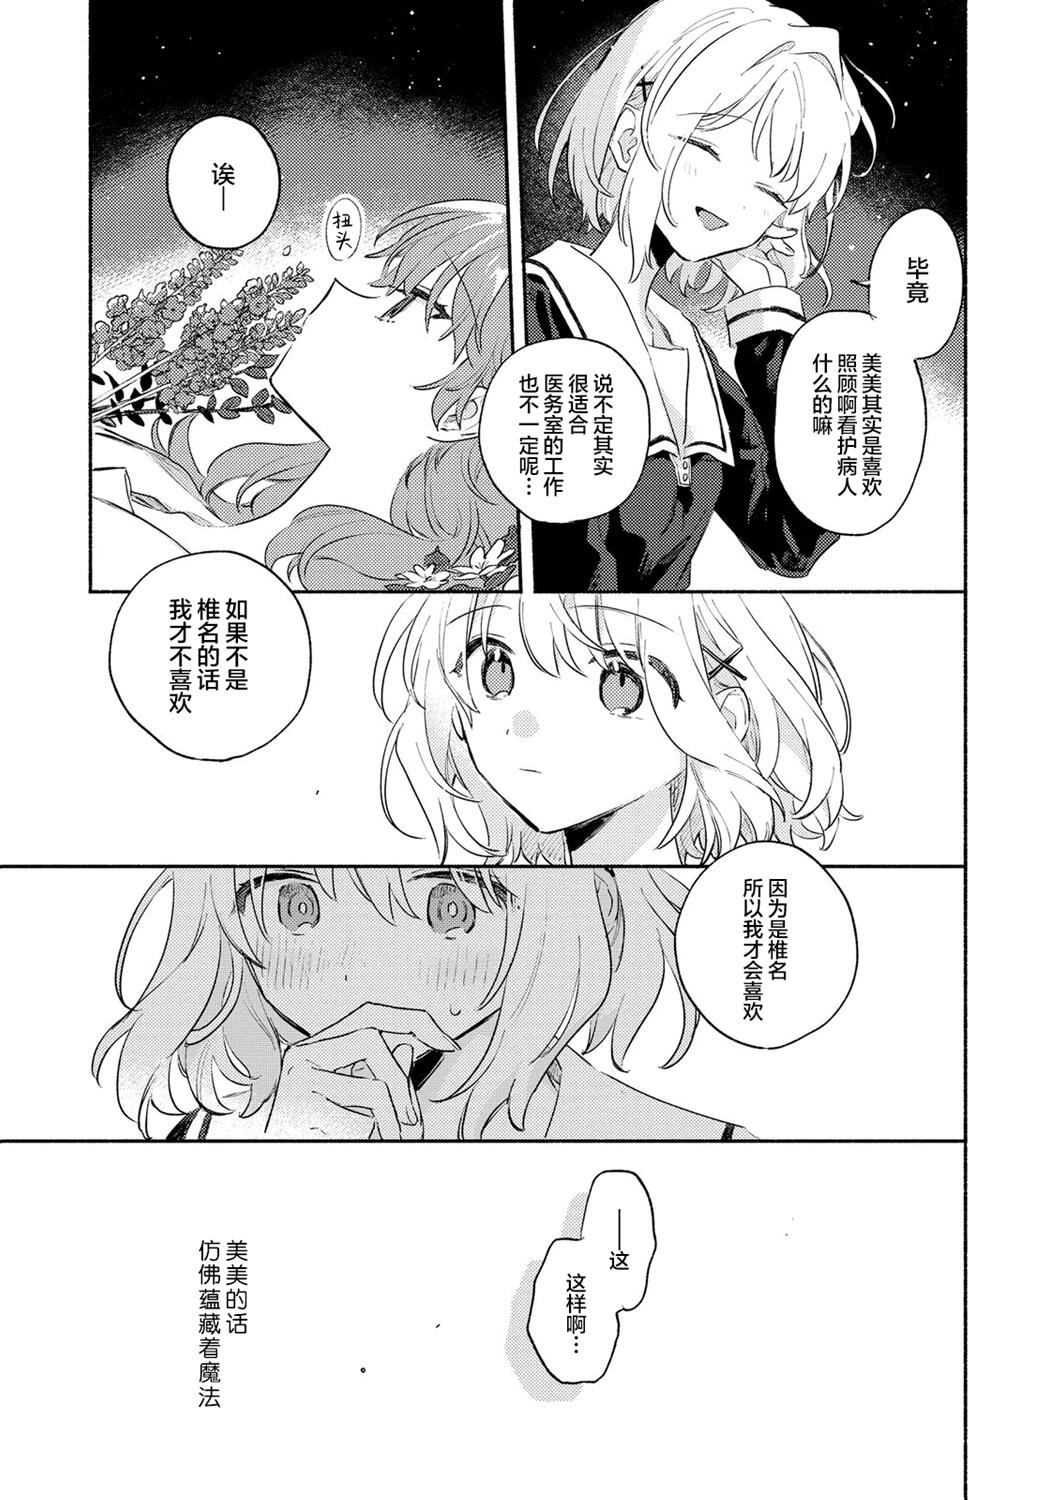 毕竟
美美其实是喜欢
照顾啊看护病人
什么的嘛
说不定其实
很适合
医务室的工作
也不一定呢…
扭头
诶—
如果不是
椎名的话
我才不喜欢
因为是椎名
所以我才会喜欢
—这
这样啊…
美美的话
仿佛蕴藏着魔法